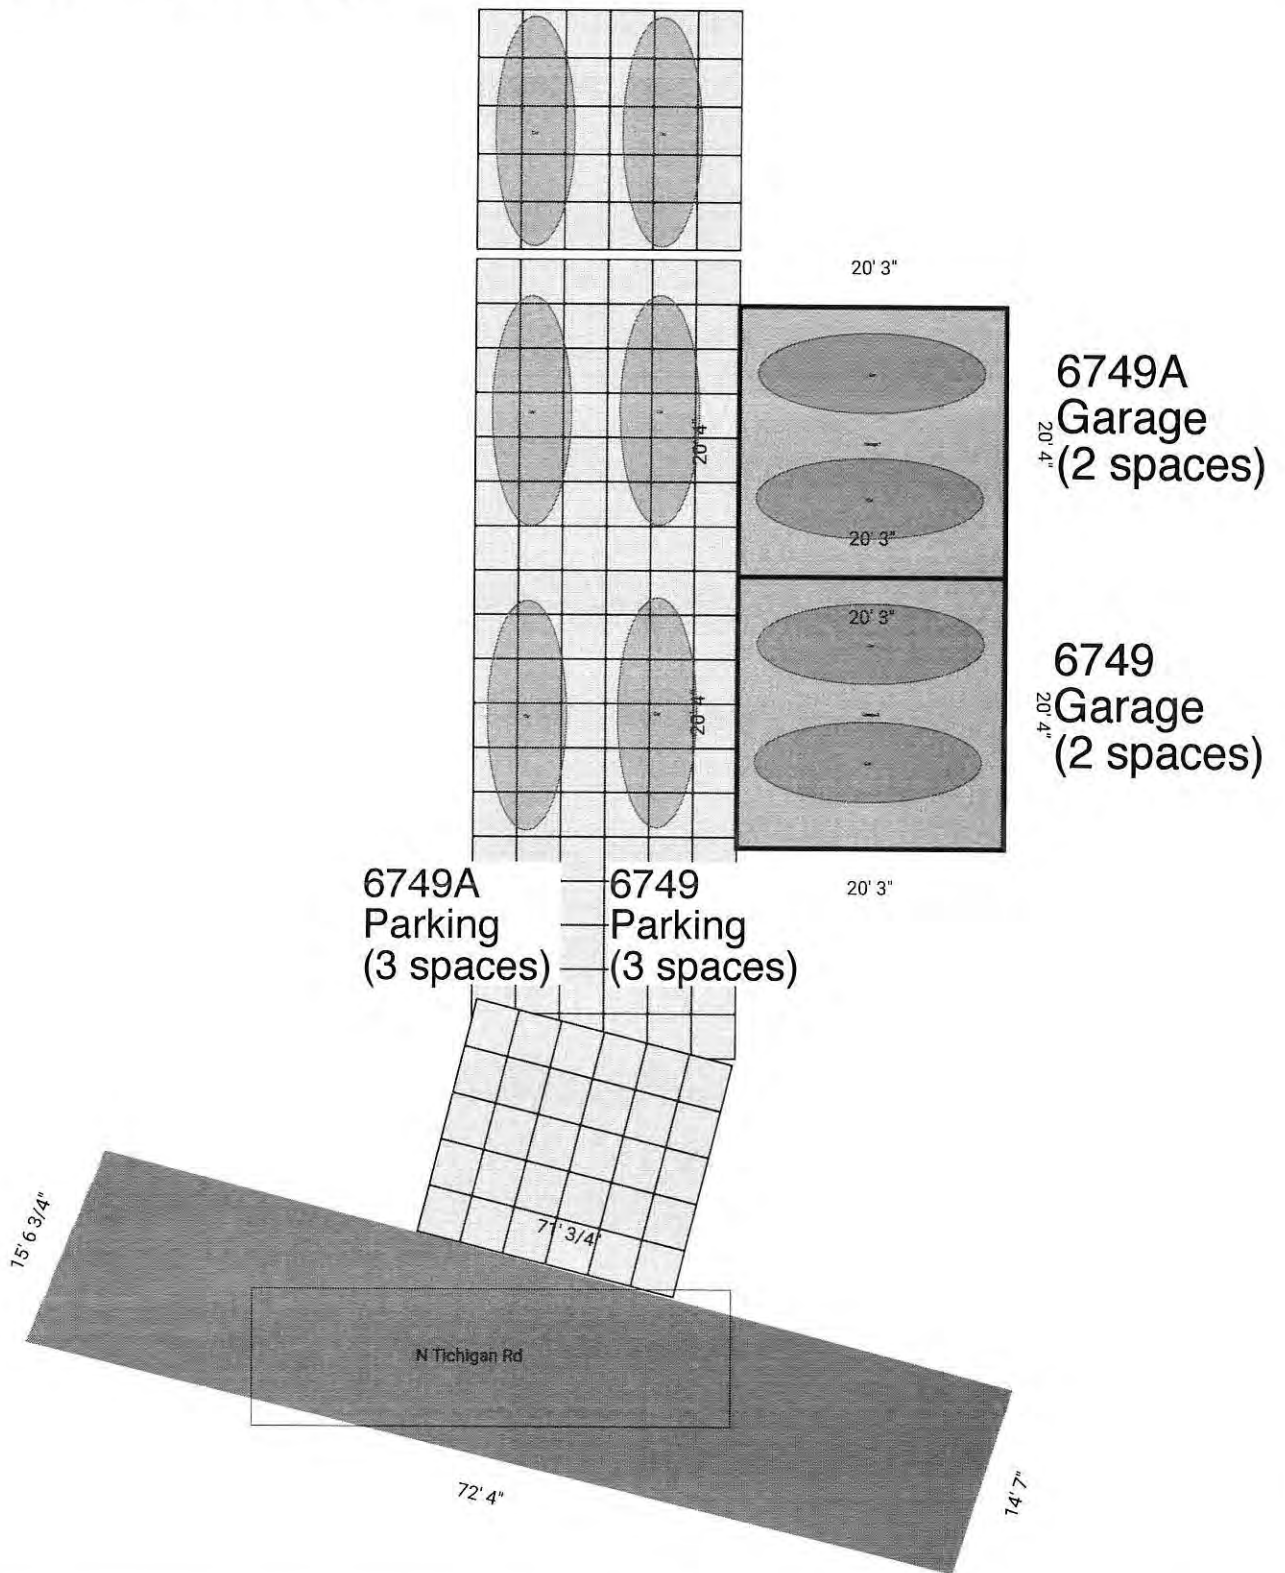 20' 3"
6749A
Garage
(2 spaces)
20' 4"
20' 4"
20' 3"
20' 3"
6749
Garage
(2 spaces)
20' 4"
20' 4"
20' 3"
6749A
Parking
(3 spaces)
6749
Parking
(3 spaces)
15' 6 3/4"
71' 3/4"
N Tichigan Rd
72' 4"
14' 7"